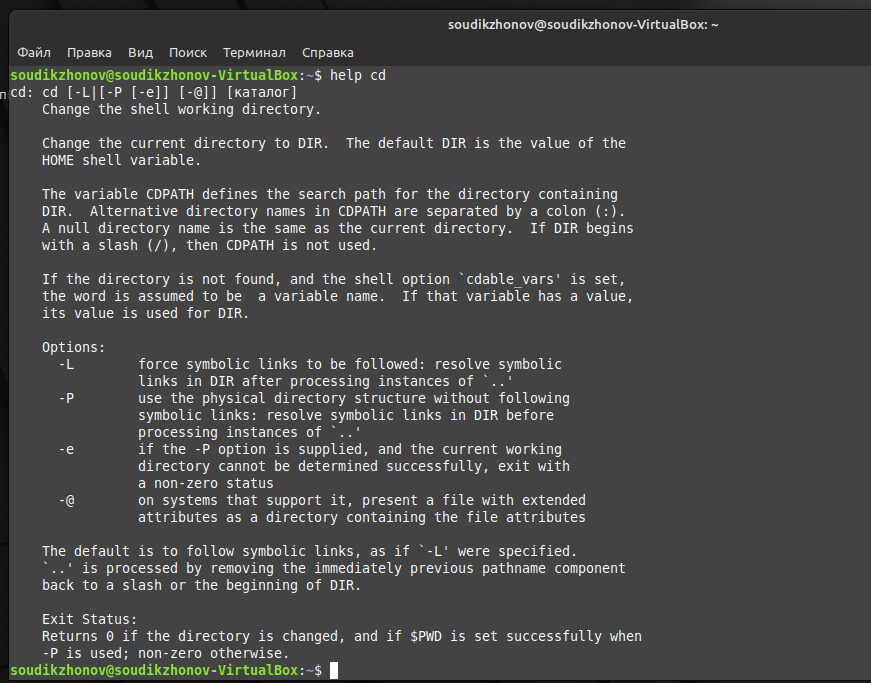 soudikzhonov@soudikzhonov-VirtualBox: ~
Файл Правка Вид Поиск Терминал Справка
soudikzhonov@soudikzhonov-VirtualBox:~$ help cd
cd: cd [-L|[-P [-e]] [-@]] [каталог]
    Change the shell working directory.

    Change the current directory to DIR.  The default DIR is the value of the
    HOME shell variable.

    The variable CDPATH defines the search path for the directory containing
    DIR.  Alternative directory names in CDPATH are separated by a colon (:).
    A null directory name is the same as the current directory.  If DIR begins
    with a slash (/), then CDPATH is not used.

    If the directory is not found, and the shell option `cdable_vars' is set,
    the word is assumed to be  a variable name.  If that variable has a value,
    its value is used for DIR.

    Options:
      -L        force symbolic links to be followed: resolve symbolic
                links in DIR after processing instances of `..'
      -P        use the physical directory structure without following
                symbolic links: resolve symbolic links in DIR before
                processing instances of `..'
      -e        if the -P option is supplied, and the current working
                directory cannot be determined successfully, exit with
                a non-zero status
      -@        on systems that support it, present a file with extended
                attributes as a directory containing the file attributes

    The default is to follow symbolic links, as if `-L' were specified.
    `..' is processed by removing the immediately previous pathname component
    back to a slash or the beginning of DIR.

    Exit Status:
    Returns 0 if the directory is changed, and if $PWD is set successfully when
    -P is used; non-zero otherwise.
soudikzhonov@soudikzhonov-VirtualBox:~$